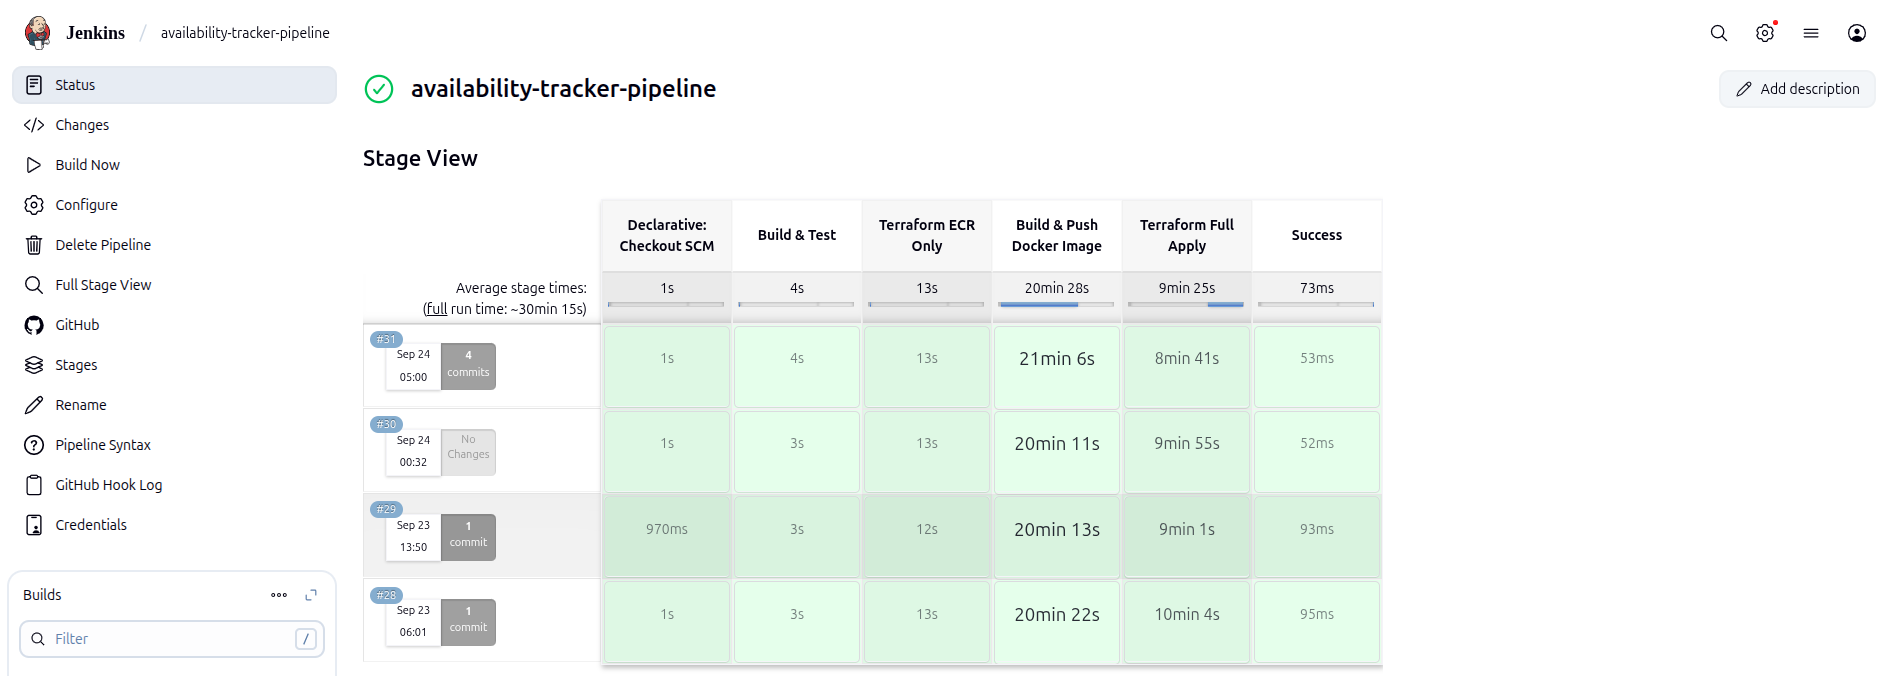 Jenkins / availability-tracker-pipeline
Status
Changes
Build Now
Configure
Delete Pipeline
Full Stage View
GitHub
Stages
Rename
Pipeline Syntax
GitHub Hook Log
Credentials
Builds
Filter /
availability-tracker-pipeline
Add description
Stage View
Declarative:
Checkout SCM
Build & Test
Terraform ECR
Only
Build & Push
Docker Image
Terraform Full
Apply
Success
Average stage times:
(full run time: ~30min 15s)
1s 4s 13s 20min 28s 9min 25s 73ms
#31
Sep 24
05:00
4
commits
1s 4s 13s 21min 6s 8min 41s 53ms
#30
Sep 24
00:32
No
Changes
1s 3s 13s 20min 11s 9min 55s 52ms
#29
Sep 23
13:50
1
commit
970ms 3s 12s 20min 13s 9min 1s 93ms
#28
Sep 23
06:01
1
commit
1s 3s 13s 20min 22s 10min 4s 95ms